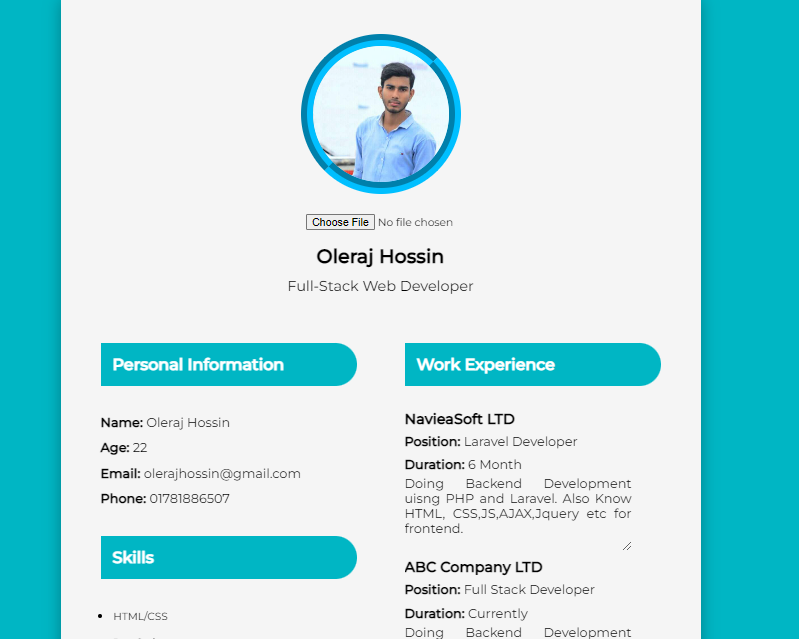 Choose File No file chosen
Oleraj Hossin
Full-Stack Web Developer
Personal Information
Name: Oleraj Hossin
Age: 22
Email: olerajhossin@gmail.com
Phone: 01781886507
Skills
HTML/CSS
Work Experience
NavieaSoft LTD
Position: Laravel Developer
Duration: 6 Month
Doing Backend Development
uisng PHP and Laravel. Also Know
HTML, CSS,JS,AJAX,Jquery etc for
frontend.
ABC Company LTD
Position: Full Stack Developer
Duration: Currently
Doing Backend Development